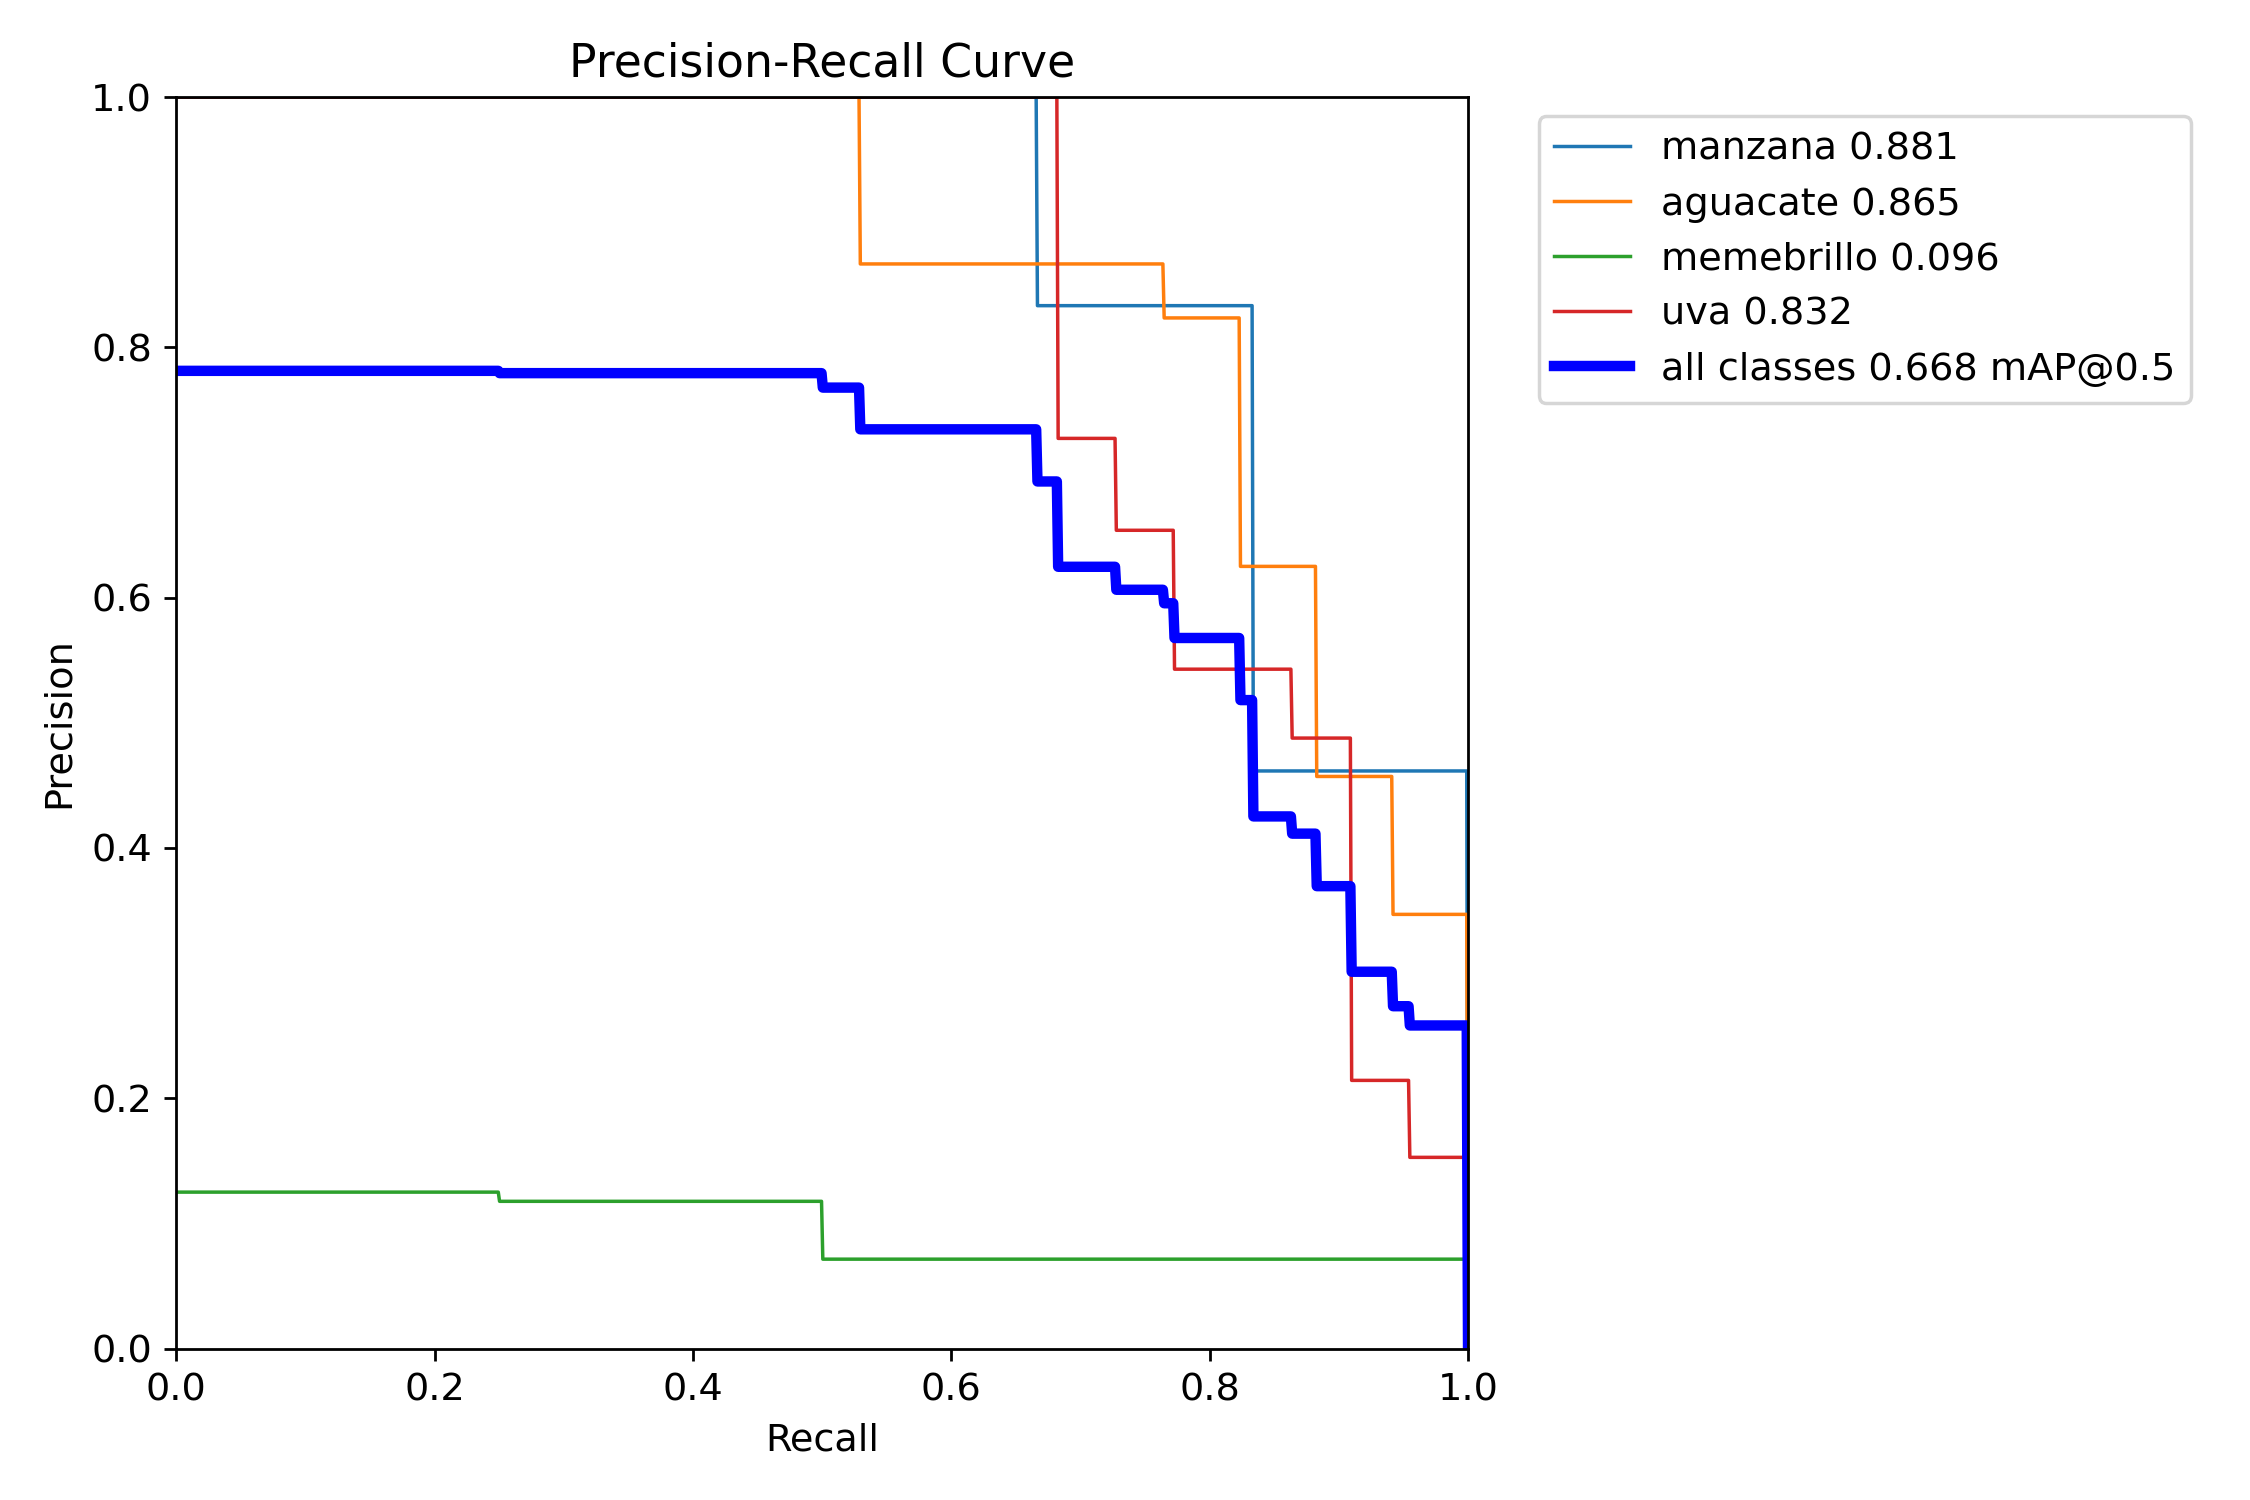 Precision-Recall Curve
1.0
0.8
0.6
0.4
0.2
0.0
Precision
0.0 0.2 0.4 0.6 0.8 1.0
Recall
manzana 0.881
aguacate 0.865
memebrillo 0.096
uva 0.832
all classes 0.668 mAP@0.5